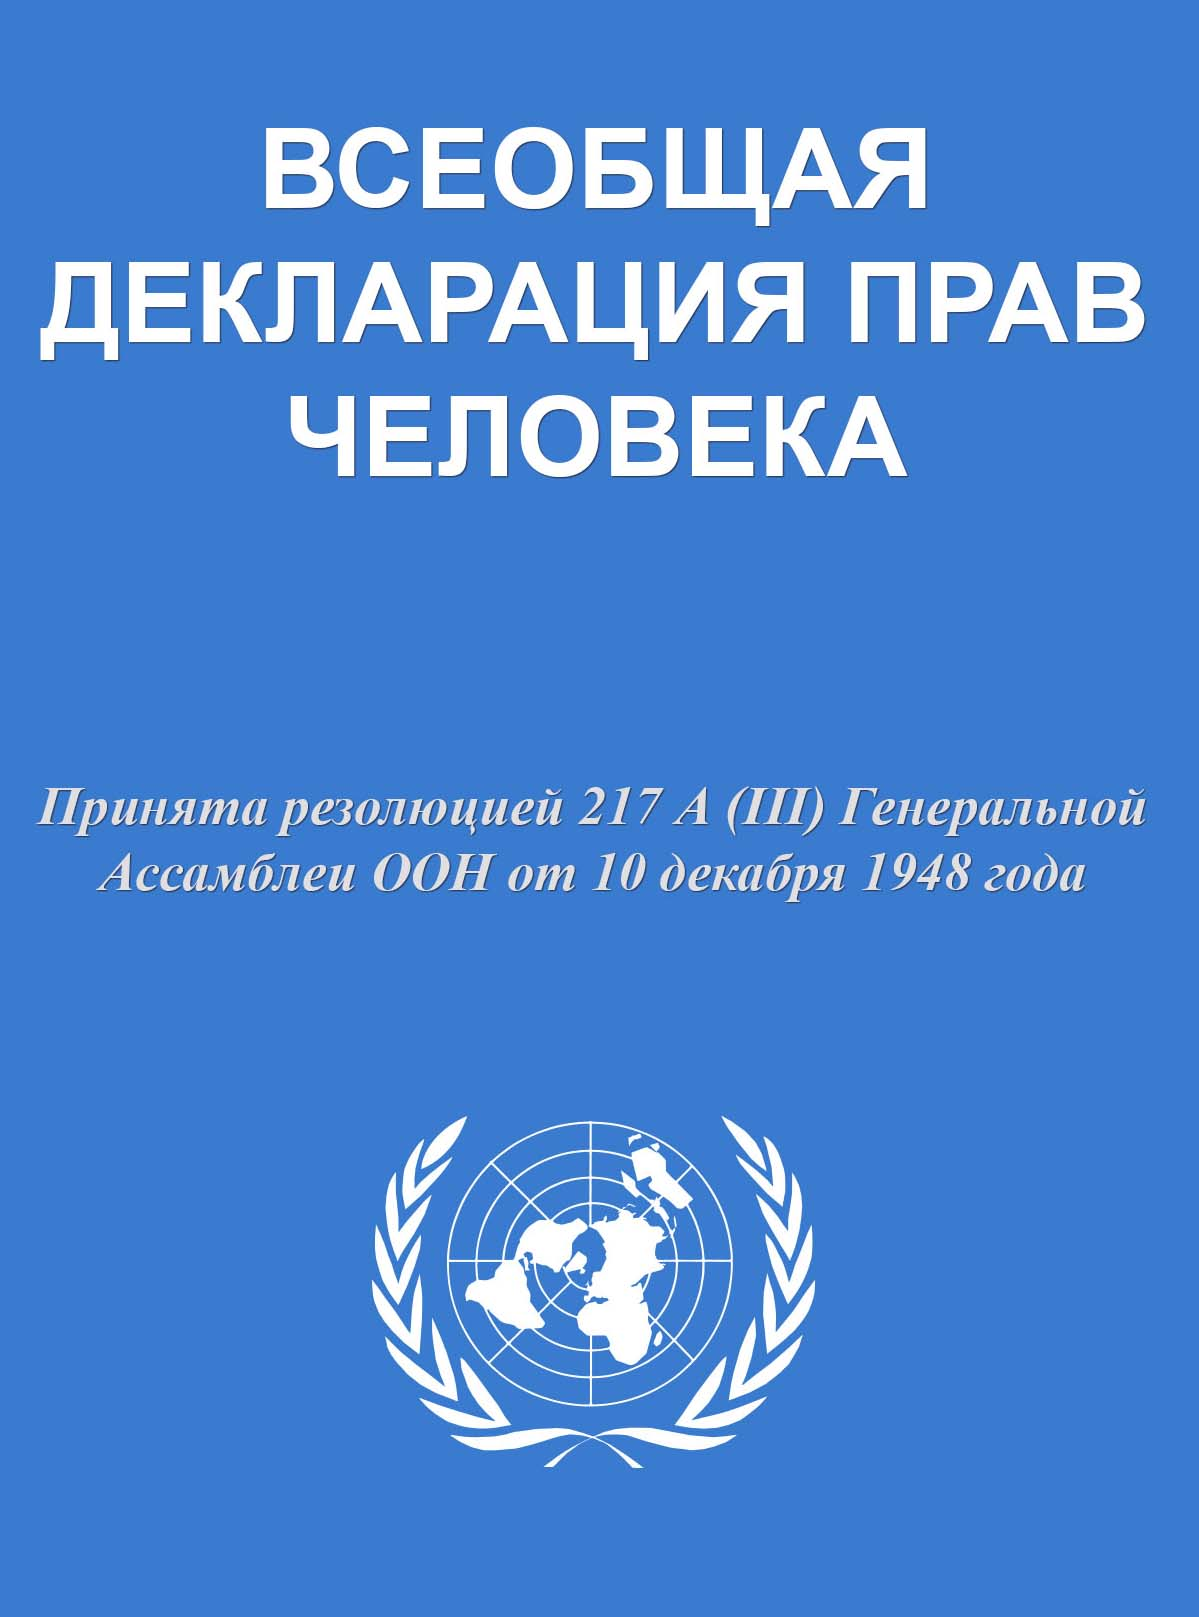 ВСЕОБЩАЯ
ДЕКЛАРАЦИЯ ПРАВ
ЧЕЛОВЕКА
Принята резолюцией 217 А (III) Генеральной
Ассамблеи ООН от 10 декабря 1948 года